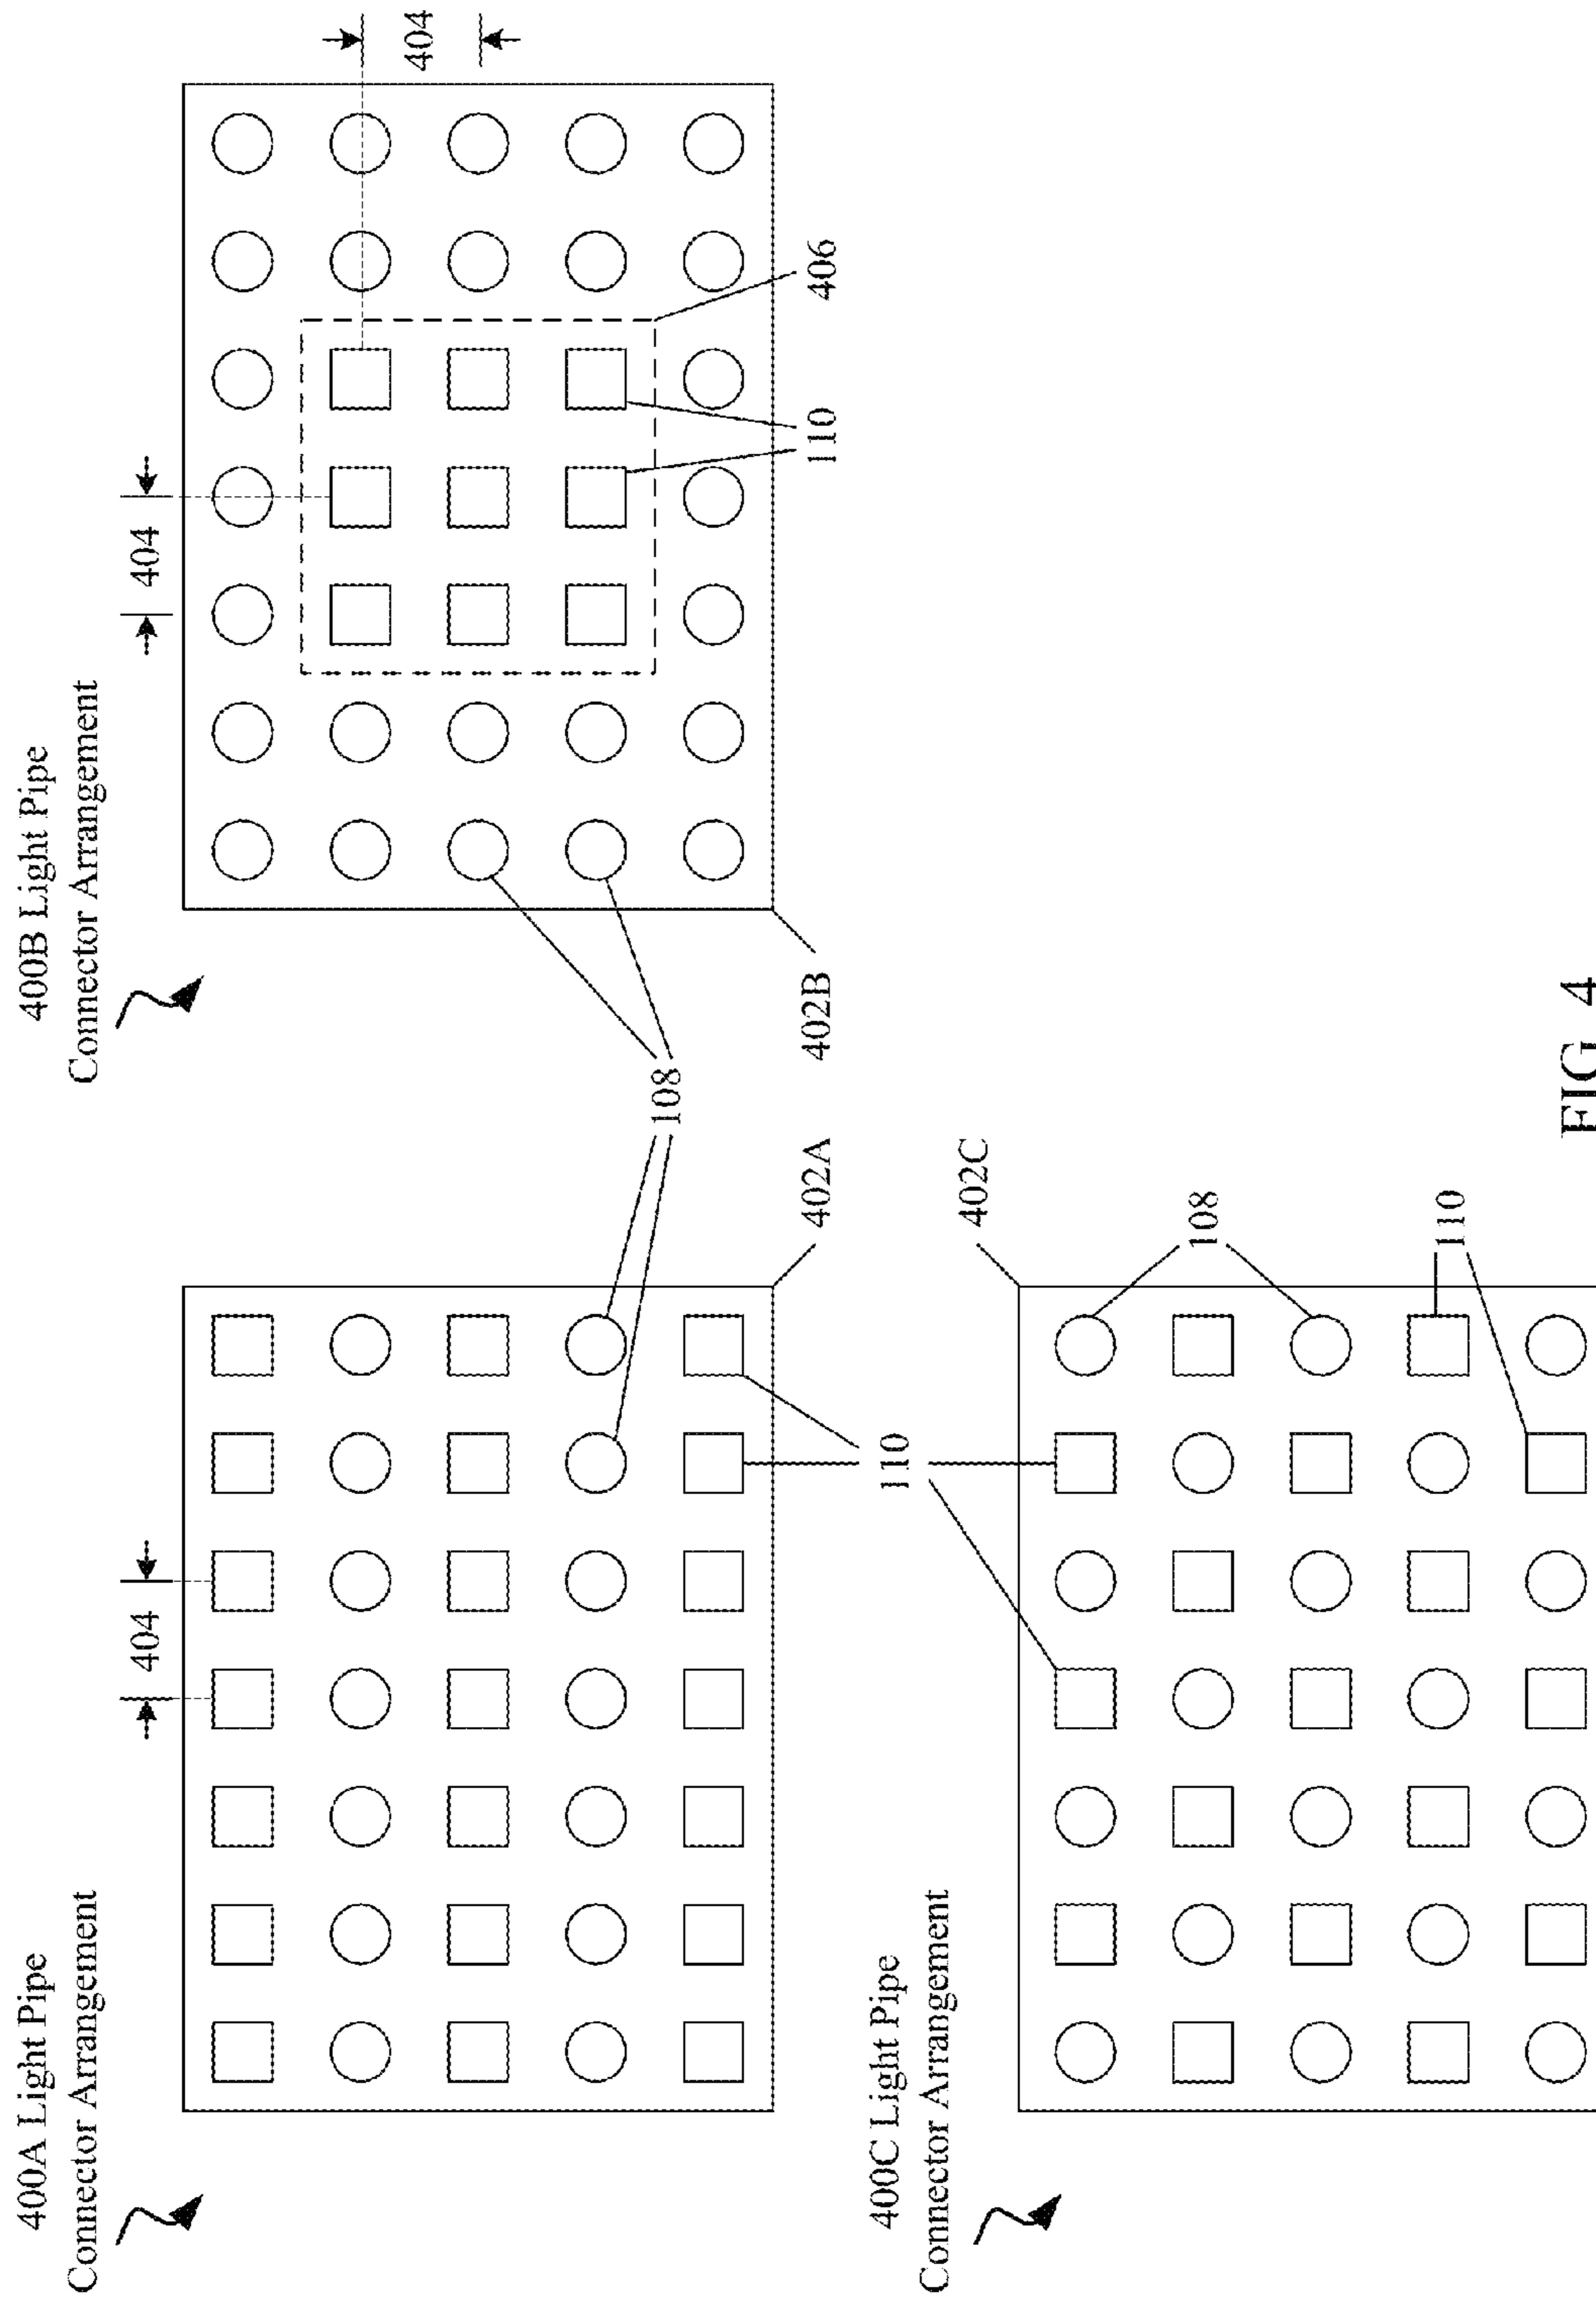 400A Light Pipe
Connector Arrangement
404
402A
108
110
400B Light Pipe
Connector Arrangement
404
404
406
110
402B
400C Light Pipe
Connector Arrangement
402C
108
110
FIG. 4